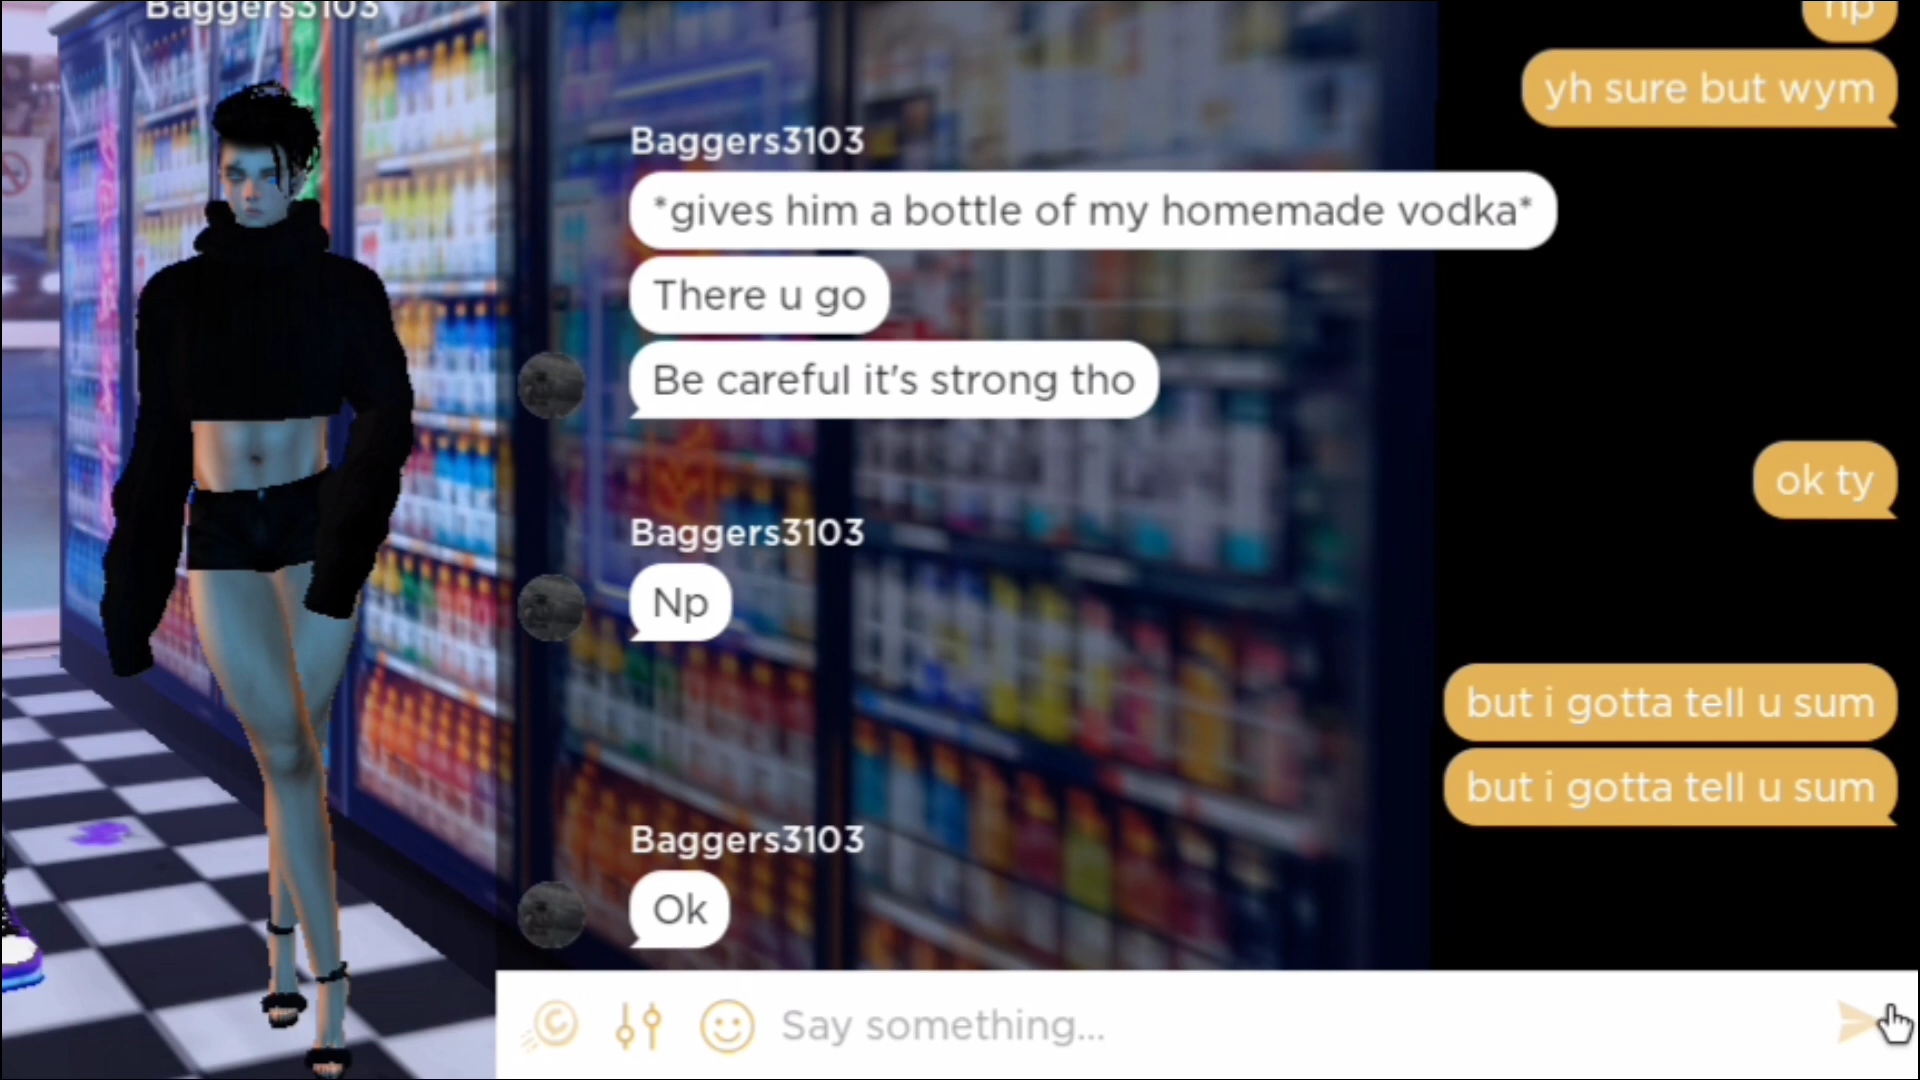 Baggers3103
np
yh sure but wym
Baggers3103
*gives him a bottle of my homemade vodka*
There u go
Be careful it's strong tho
ok ty
Baggers3103
Np
but i gotta tell u sum
but i gotta tell u sum
Baggers3103
Ok
Say something...